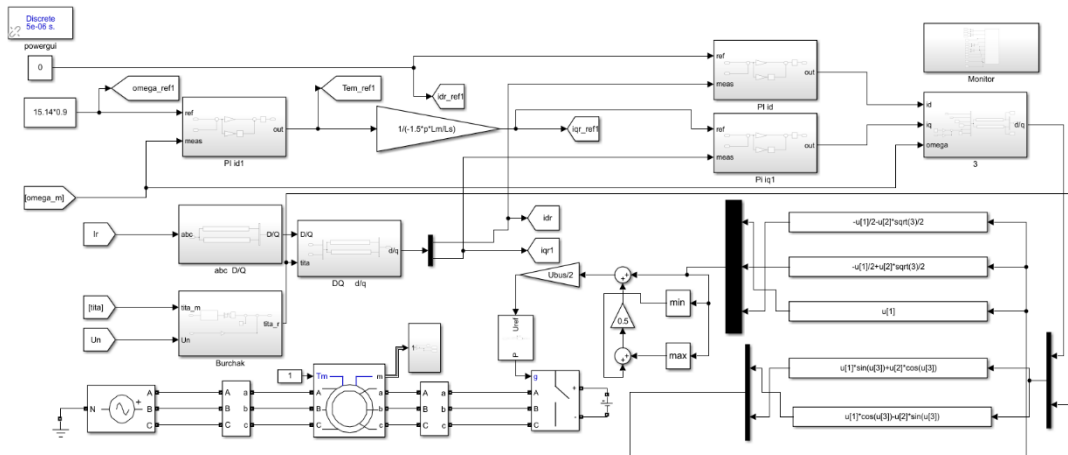 Discrete
5e-06 s.
powergui
0
omega_ref1
Tem_ref1
idr_ref1
15.14*0.9
ref
meas
out
PI id1
1/(-1.5*p*Lm/Ls)
iqr_ref1
ref
meas
out
PI id
ref
meas
out
Pi iq1
Monitor
id
iq
omega
d/q
3
[omega_m]
Ir
abc
D/Q
abc D/Q
D/Q
tita
d/q
DQ d/q
idr
iqr1
[tita]
Un
tita_m
Un
tita_r
Burchak
Ubus/2
Uref
P
0.5
min
max
-u[1]/2-u[2]*sqrt(3)/2
-u[1]/2+u[2]*sqrt(3)/2
u[1]
u[1]*sin(u[3])+u[2]*cos(u[3])
u[1]*cos(u[3])-u[2]*sin(u[3])
N
A
B
C
A
B
C
a
b
c
1
Tm
m
A
B
C
a
b
c
1
A
B
C
a
b
c
g
A
B
C
+
-